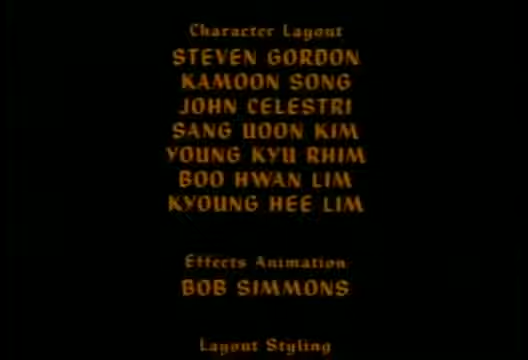 Character Layout
STEVEN GORDON
KAMOON SONG
JOHN CELESTRI
SANG UOON KIM
YOUNG KYU RHIM
BOO HWAN LIM
KYOUNG HEE LIM
Effects Animation
BOB SIMMONS
Layout Styling